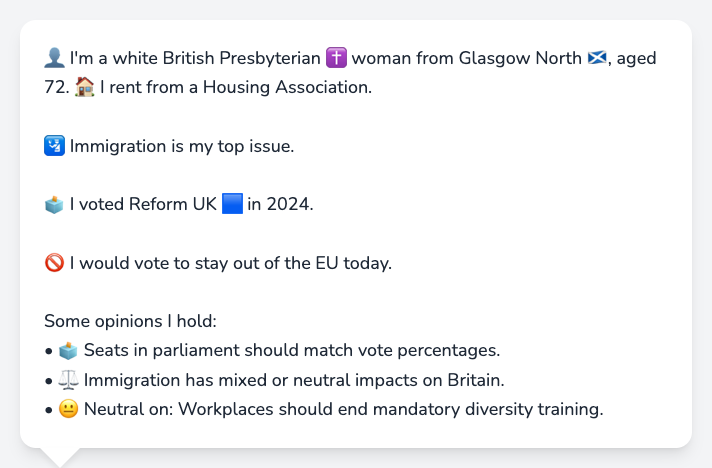 👤 I'm a white British Presbyterian ✝️ woman from Glasgow North 🏴󠁧󠁢󠁳󠁣󠁴󠁿, aged
72. 🏠 I rent from a Housing Association.
🛂 Immigration is my top issue.
🗳️ I voted Reform UK 🟦 in 2024.
🚫 I would vote to stay out of the EU today.
Some opinions I hold:
• 🗳️ Seats in parliament should match vote percentages.
• ⚖️ Immigration has mixed or neutral impacts on Britain.
• 😐 Neutral on: Workplaces should end mandatory diversity training.